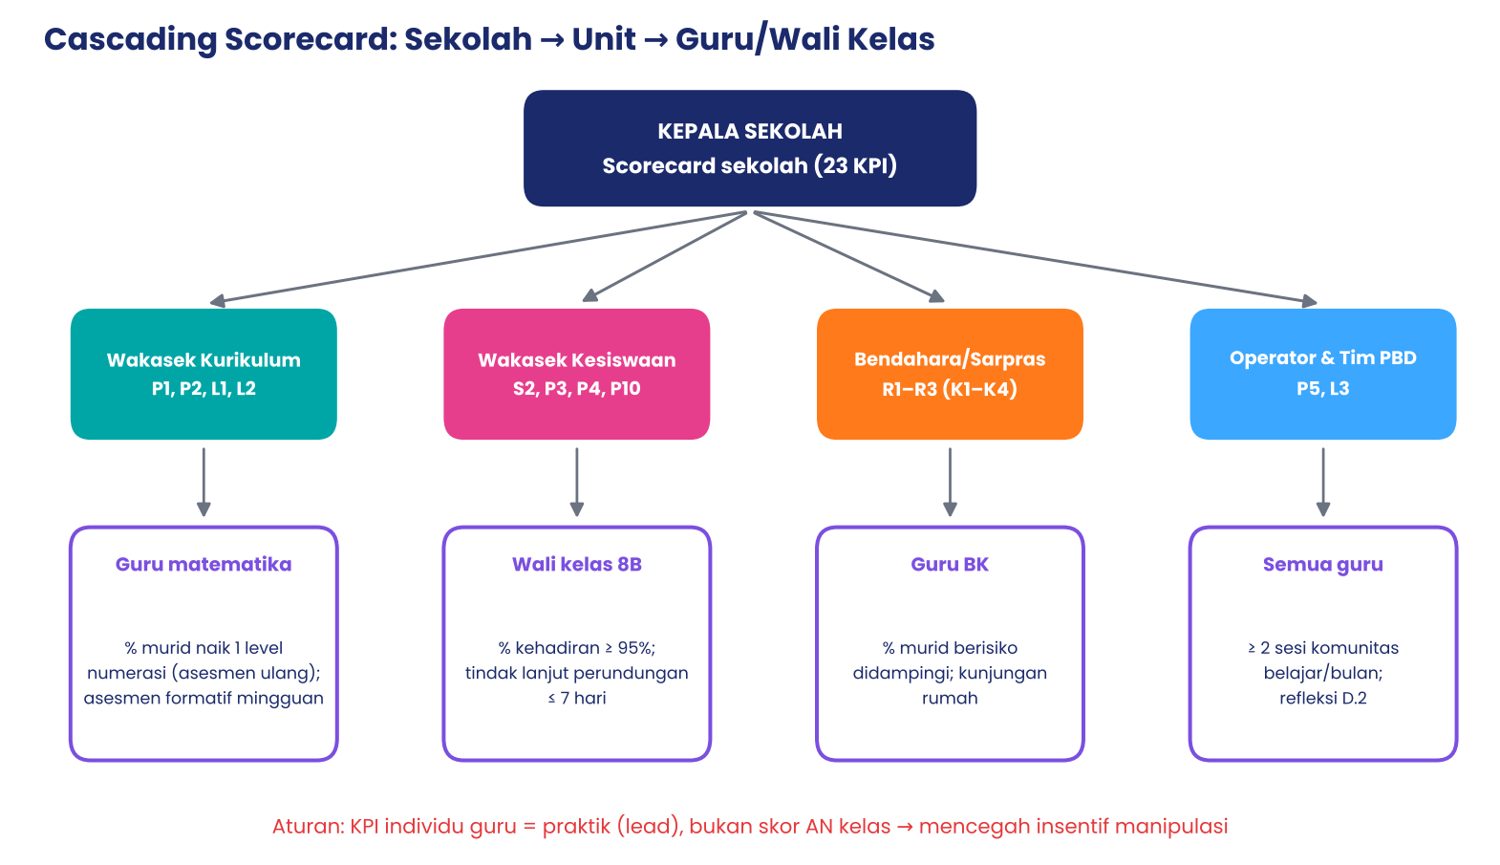 Cascading Scorecard: Sekolah → Unit → Guru/Wali Kelas
KEPALA SEKOLAH
Scorecard sekolah (23 KPI)
Wakasek Kurikulum
P1, P2, L1, L2
Wakasek Kesiswaan
S2, P3, P4, P10
Bendahara/Sarpras
R1–R3 (K1–K4)
Operator & Tim PBD
P5, L3
Guru matematika
% murid naik 1 level
numerasi (asesmen ulang);
asesmen formatif mingguan
Wali kelas 8B
% kehadiran ≥ 95%;
tindak lanjut perundungan
≤ 7 hari
Guru BK
% murid berisiko
didampingi; kunjungan
rumah
Semua guru
≥ 2 sesi komunitas
belajar/bulan;
refleksi D.2
Aturan: KPI individu guru = praktik (lead), bukan skor AN kelas → mencegah insentif manipulasi